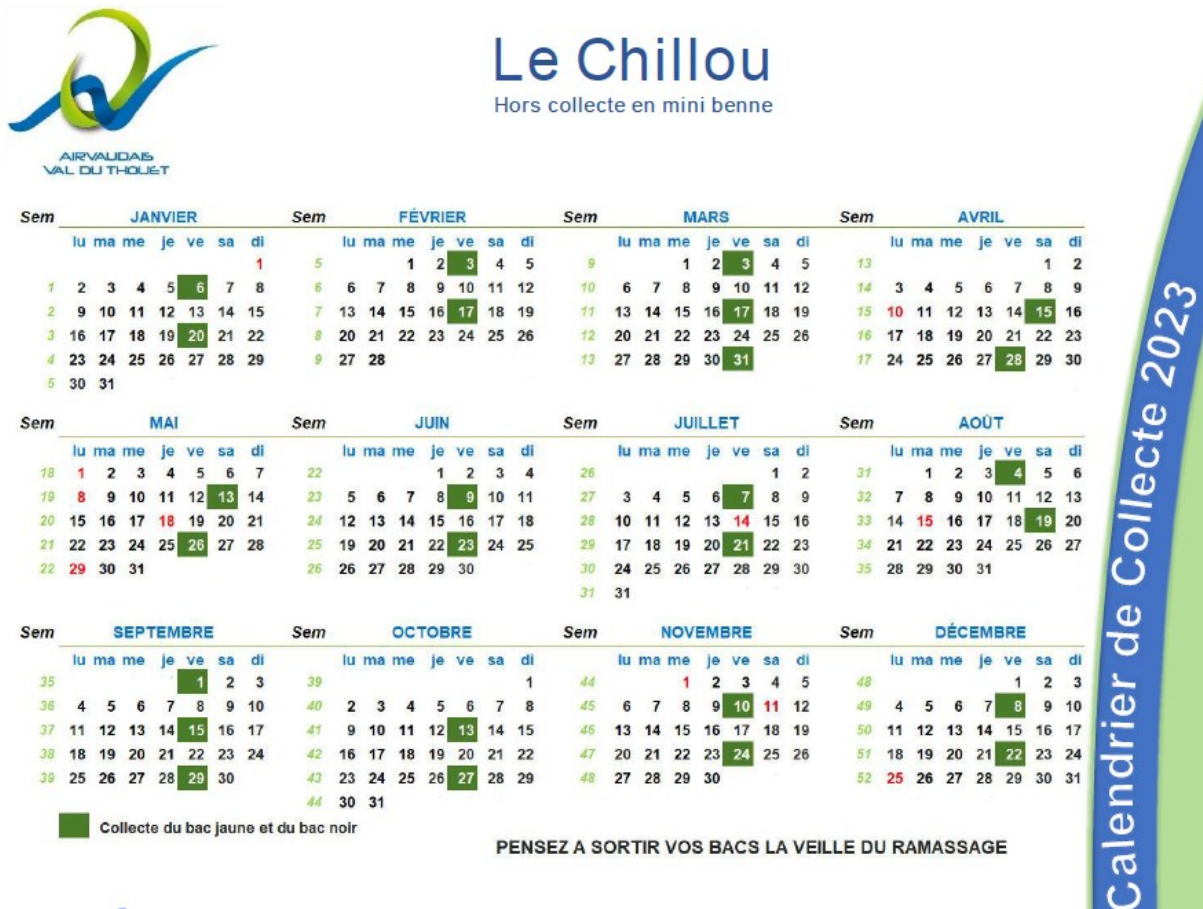 Le Chillou
Hors collecte en mini benne
AIRVAUDAIS
VAL DU THOUET
Sem JANVIER Sem FÉVRIER Sem MARS Sem AVRIL
lu ma me je ve sa di lu ma me je ve sa di lu ma me je ve sa di lu ma me je ve sa di
1 5 1 2 3 4 5 9 1 2 3 4 5 13 1 2
1 2 3 4 5 6 7 8 6 6 7 8 9 10 11 12 10 6 7 8 9 10 11 12 14 3 4 5 6 7 8 9
2 9 10 11 12 13 14 15 7 13 14 15 16 17 18 19 11 13 14 15 16 17 18 19 15 10 11 12 13 14 15 16
3 16 17 18 19 20 21 22 8 20 21 22 23 24 25 26 12 20 21 22 23 24 25 26 16 17 18 19 20 21 22 23
4 23 24 25 26 27 28 29 9 27 28 13 27 28 29 30 31 17 24 25 26 27 28 29 30
5 30 31
Sem MAI Sem JUIN Sem JUILLET Sem AOÛT
lu ma me je ve sa di lu ma me je ve sa di lu ma me je ve sa di lu ma me je ve sa di
18 1 2 3 4 5 6 7 22 1 2 3 4 26 1 2 31 1 2 3 4 5 6
19 8 9 10 11 12 13 14 23 5 6 7 8 9 10 11 27 3 4 5 6 7 8 9 32 7 8 9 10 11 12 13
20 15 16 17 18 19 20 21 24 12 13 14 15 16 17 18 28 10 11 12 13 14 15 16 33 14 15 16 17 18 19 20
21 22 23 24 25 26 27 28 25 19 20 21 22 23 24 25 29 17 18 19 20 21 22 23 34 21 22 23 24 25 26 27
22 29 30 31 26 26 27 28 29 30 30 24 25 26 27 28 29 30 35 28 29 30 31
31 31
Sem SEPTEMBRE Sem OCTOBRE Sem NOVEMBRE Sem DÉCEMBRE
lu ma me je ve sa di lu ma me je ve sa di lu ma me je ve sa di lu ma me je ve sa di
35 1 2 3 39 1 44 1 2 3 4 5 48 1 2 3
36 4 5 6 7 8 9 10 40 2 3 4 5 6 7 8 45 6 7 8 9 10 11 12 49 4 5 6 7 8 9 10
37 11 12 13 14 15 16 17 41 9 10 11 12 13 14 15 46 13 14 15 16 17 18 19 50 11 12 13 14 15 16 17
38 18 19 20 21 22 23 24 42 16 17 18 19 20 21 22 47 20 21 22 23 24 25 26 51 18 19 20 21 22 23 24
39 25 26 27 28 29 30 43 23 24 25 26 27 28 29 48 27 28 29 30 52 25 26 27 28 29 30 31
44 30 31
Collecte du bac jaune et du bac noir
PENSEZ A SORTIR VOS BACS LA VEILLE DU RAMASSAGE
Calendrier de Collecte 2023